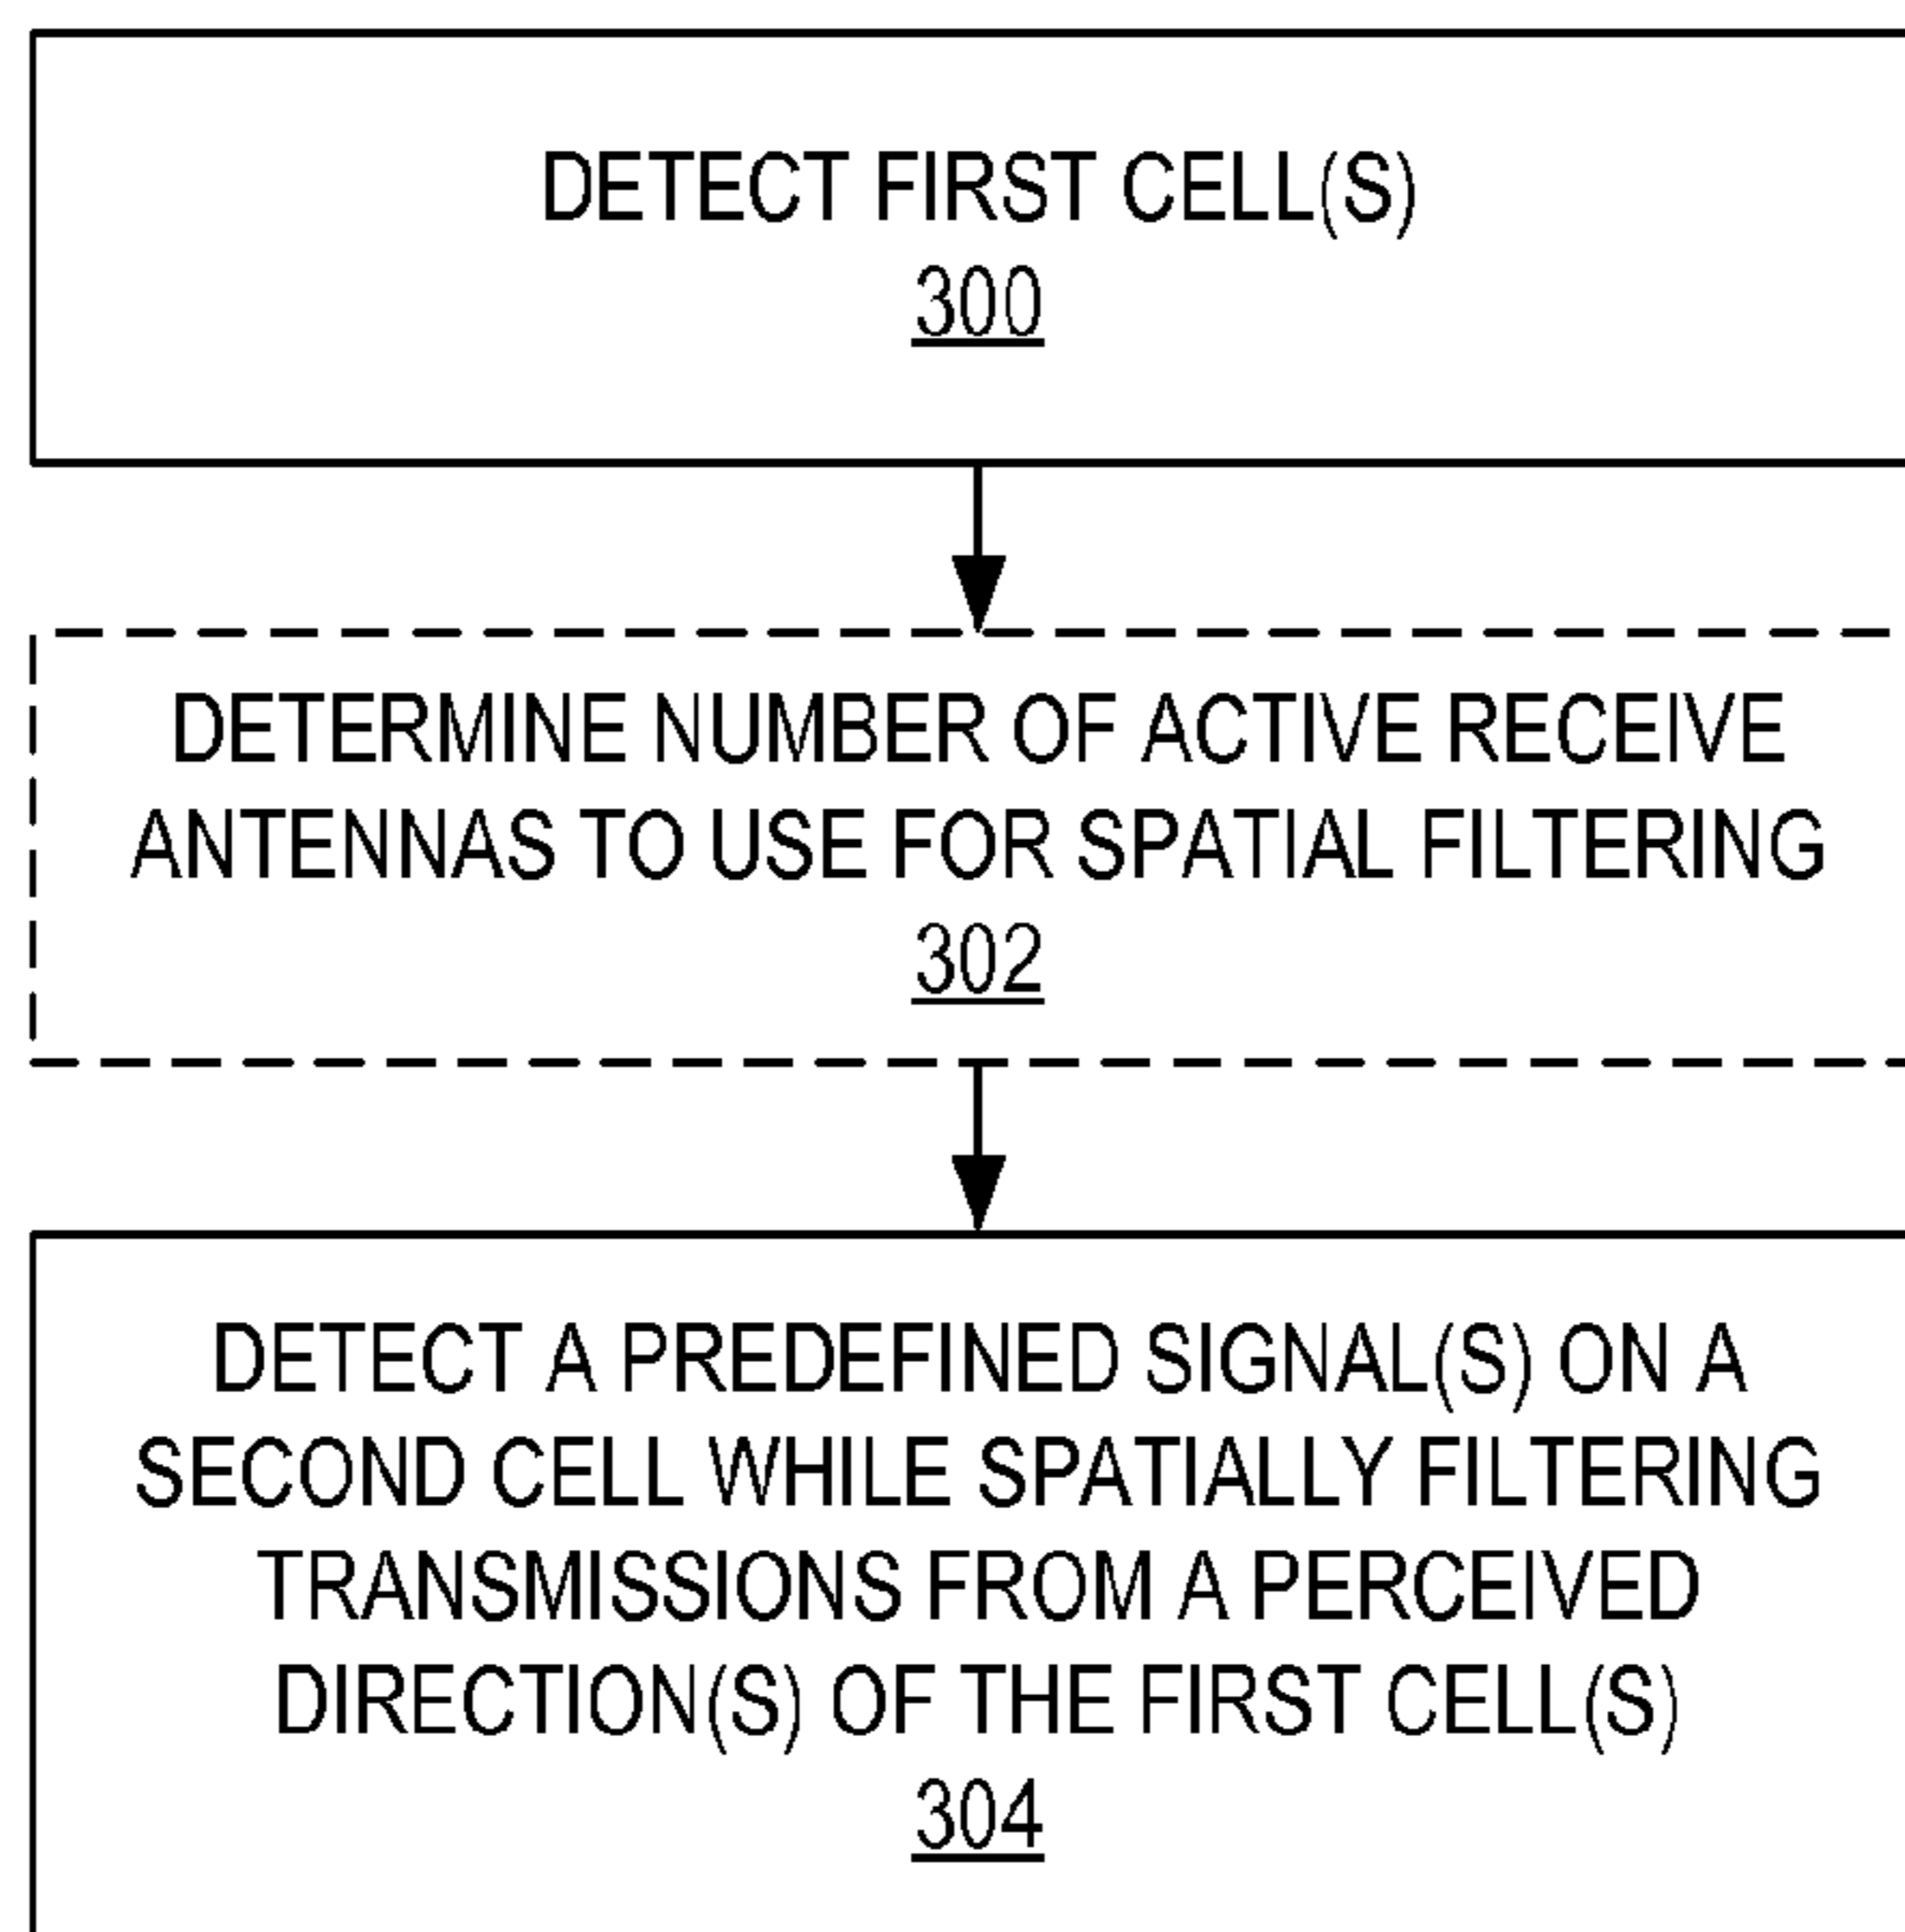 DETECT FIRST CELL(S)
300
DETERMINE NUMBER OF ACTIVE RECEIVE
ANTENNAS TO USE FOR SPATIAL FILTERING
302
DETECT A PREDEFINED SIGNAL(S) ON A
SECOND CELL WHILE SPATIALLY FILTERING
TRANSMISSIONS FROM A PERCEIVED
DIRECTION(S) OF THE FIRST CELL(S)
304